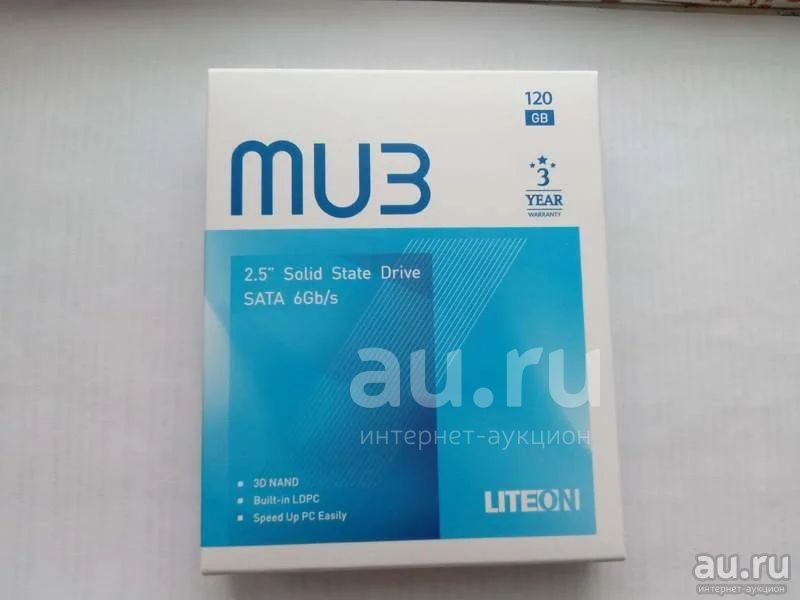 120
GB
MU3
3
YEAR
WARRANTY
2.5” Solid State Drive
SATA 6Gb/s
au.ru
интернет-аукцион
3D NAND
Built-in LDPC
Speed Up PC Easily
LITEON
au.ru
интернет-аукцион